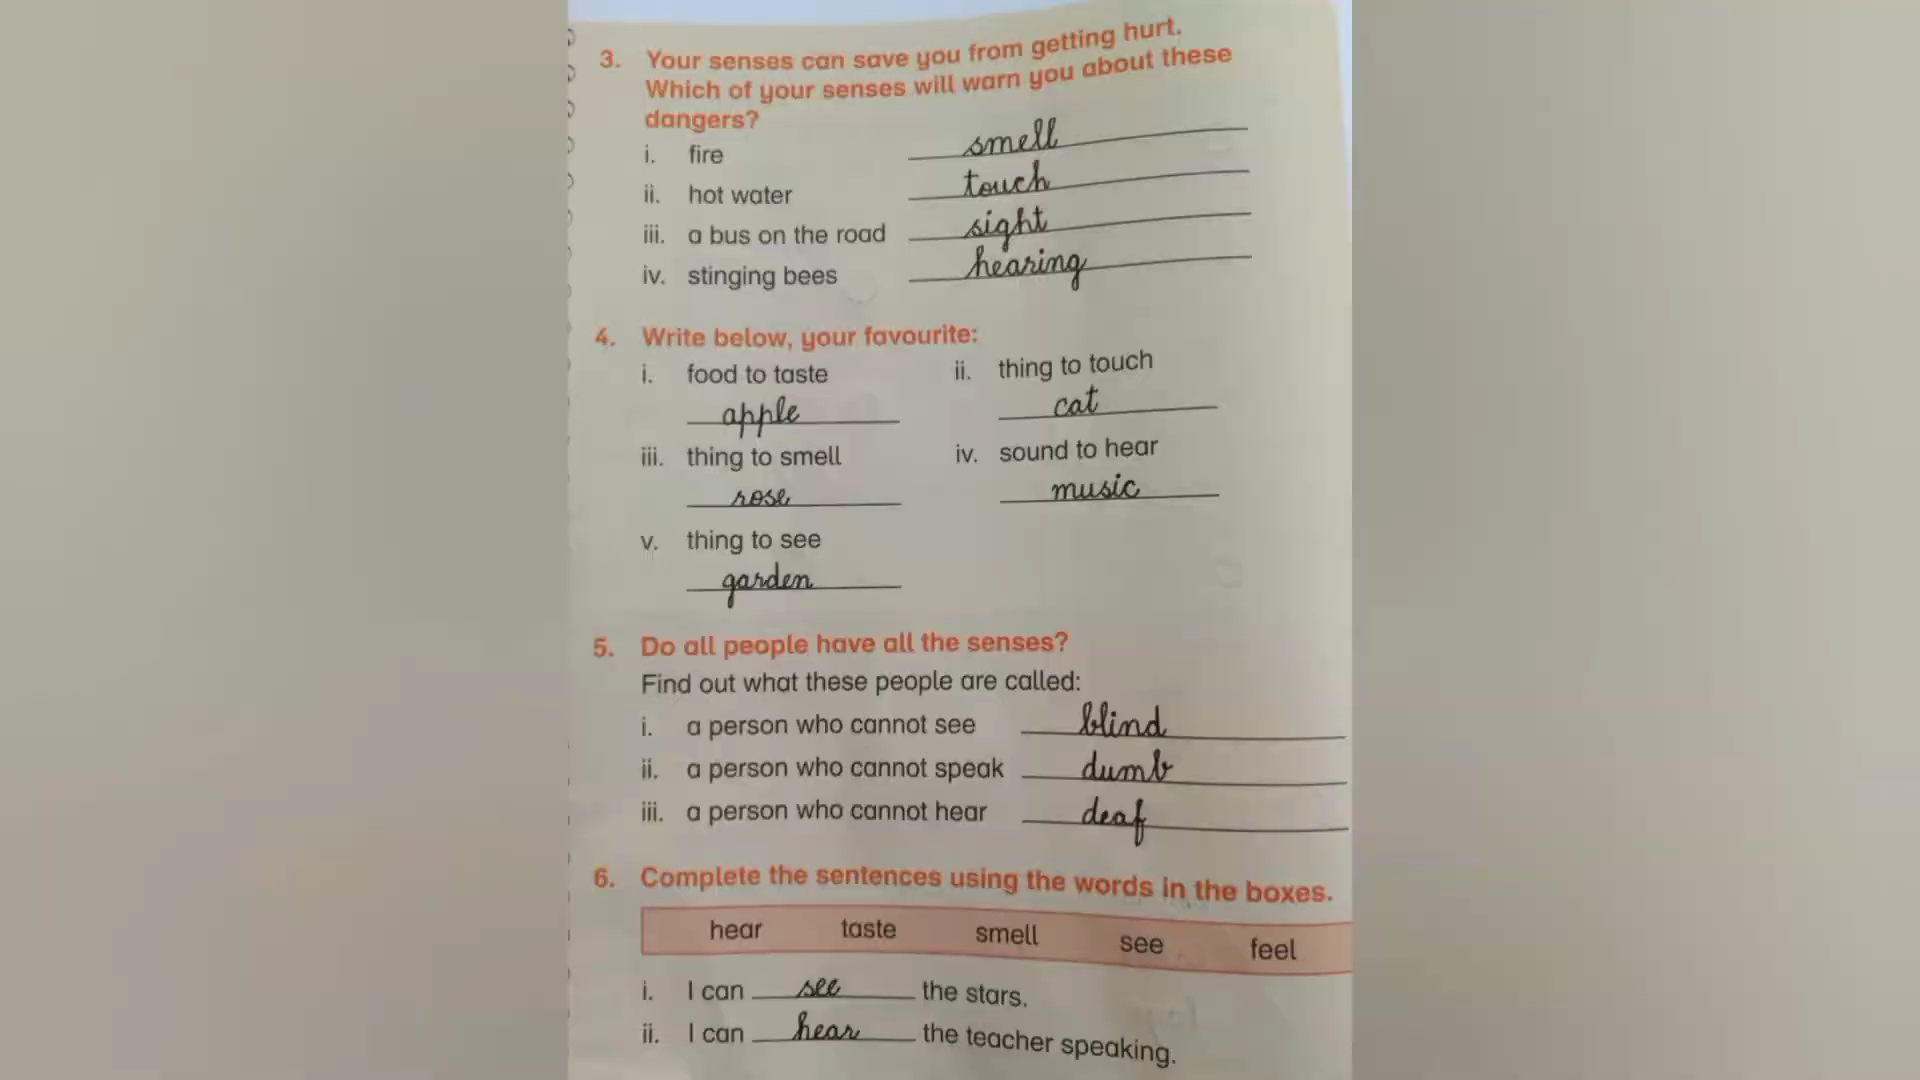 3. Your senses can save you from getting hurt.
Which of your senses will warn you about these
dangers?
i. fire smell
ii. hot water touch
iii. a bus on the road sight
iv. stinging bees hearing
4. Write below, your favourite:
i. food to taste ii. thing to touch
apple cat
iii. thing to smell iv. sound to hear
rose music
v. thing to see
garden
5. Do all people have all the senses?
Find out what these people are called:
i. a person who cannot see blind
ii. a person who cannot speak dumb
iii. a person who cannot hear deaf
6. Complete the sentences using the words in the boxes.
hear taste smell see feel
i. I can see the stars.
ii. I can hear the teacher speaking.